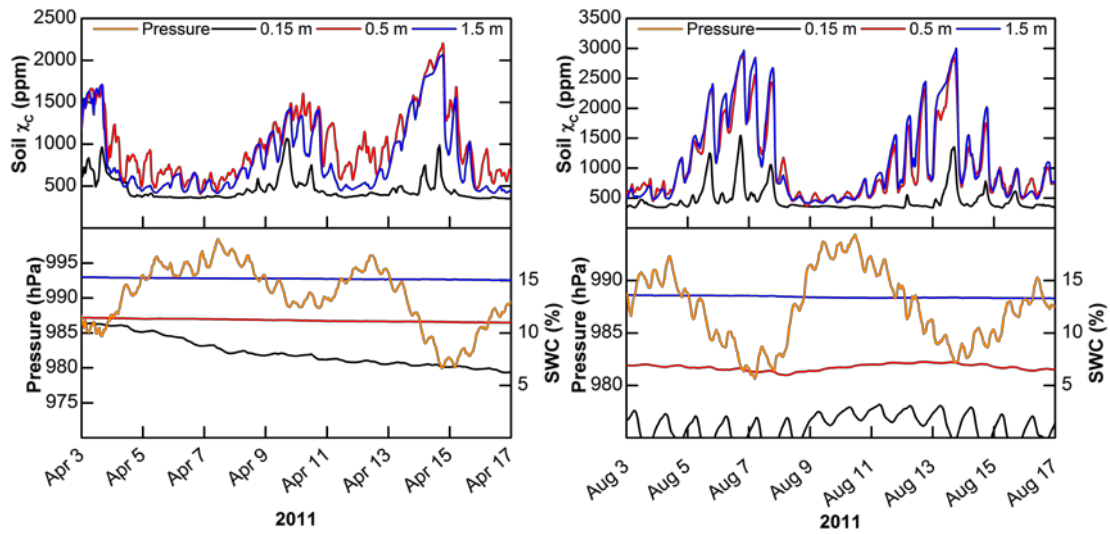 Pressure 0.15 m 0.5 m 1.5 m
Soil χc (ppm)
2500
2000
1500
1000
500
Pressure (hPa)
995
990
985
980
975
15
10
5
SWC (%)
Apr 3
Apr 5
Apr 7
Apr 9
Apr 11
Apr 13
Apr 15
Apr 17
2011
Pressure 0.15 m 0.5 m 1.5 m
Soil χc (ppm)
3500
3000
2500
2000
1500
1000
500
Pressure (hPa)
990
985
980
15
10
5
SWC (%)
Aug 3
Aug 5
Aug 7
Aug 9
Aug 11
Aug 13
Aug 15
Aug 17
2011